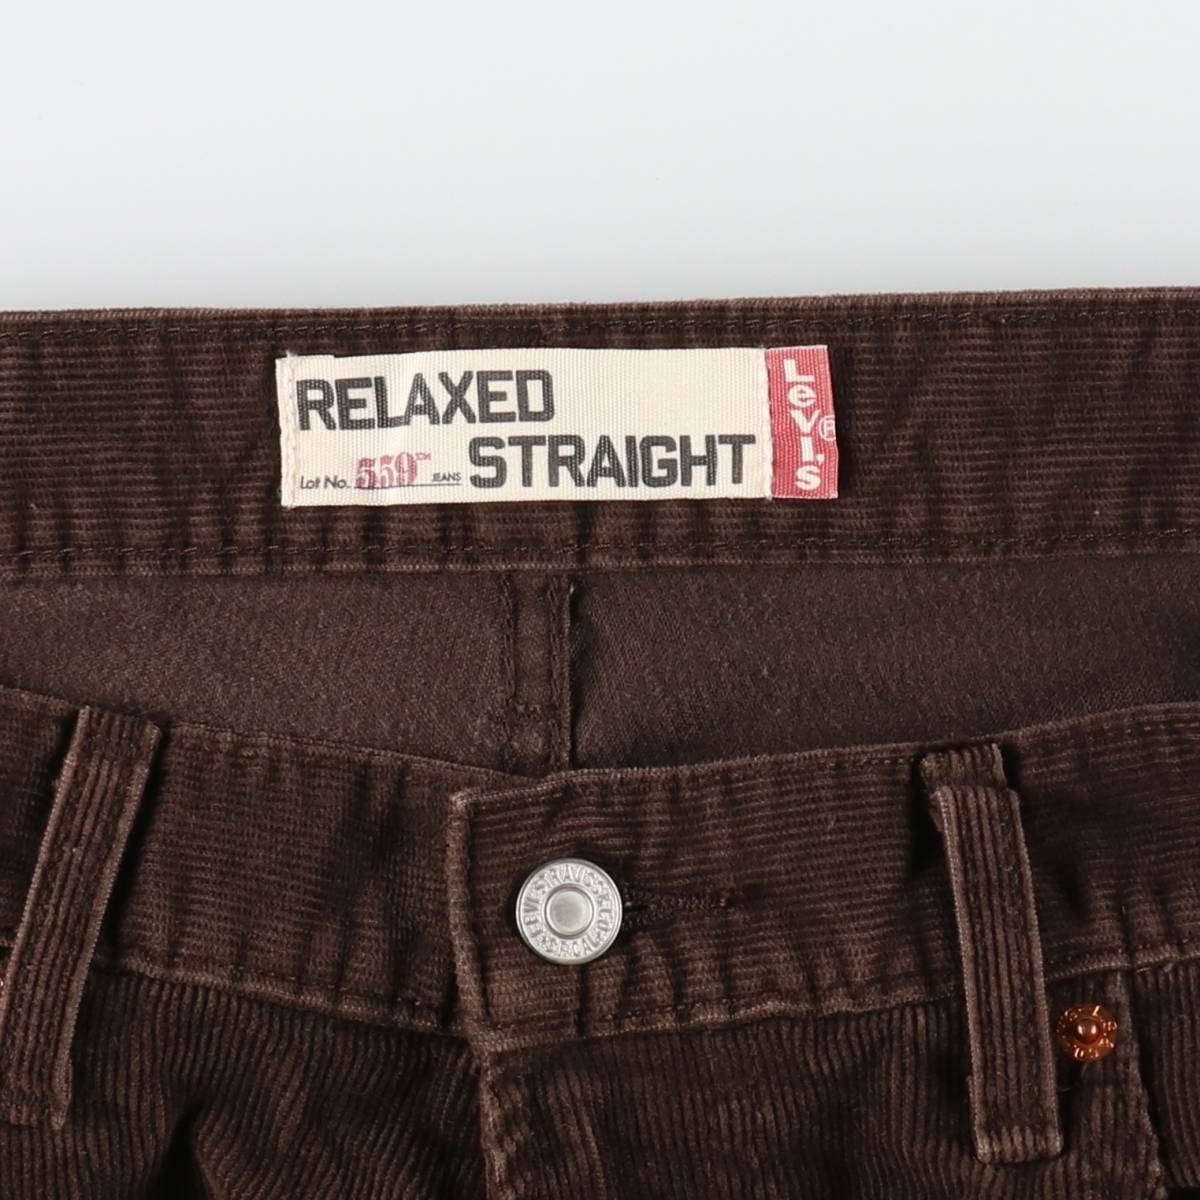 RELAXED
Lot No. 559™ JEANS STRAIGHT
LEVI'S®
LEVI STRAUSS & CO. S.F. CAL